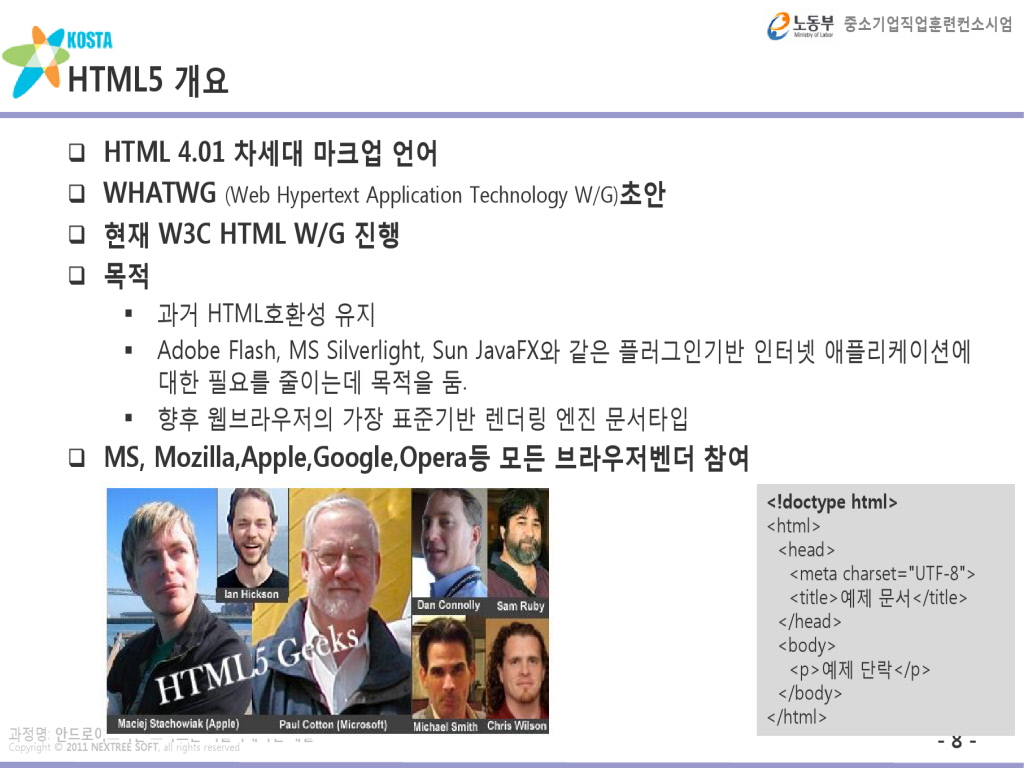 노동부 중소기업직업훈련컨소시엄
Ministry of Labor
KOSTA
HTML5 개요
HTML 4.01 차세대 마크업 언어
WHATWG (Web Hypertext Application Technology W/G)초안
현재 W3C HTML W/G 진행
목적
과거 HTML호환성 유지
Adobe Flash, MS Silverlight, Sun JavaFX와 같은 플러그인기반 인터넷 애플리케이션에
대한 필요를 줄이는데 목적을 둠.
향후 웹브라우저의 가장 표준기반 렌더링 엔진 문서타입
MS, Mozilla,Apple,Google,Opera등 모든 브라우저벤더 참여
Ian Hickson
Dan Connolly
Sam Ruby
HTML5 Geeks
Maciej Stachowiak (Apple)
Paul Cotton (Microsoft)
Michael Smith
Chris Wilson
<!doctype html>
<html>
<head>
<meta charset="UTF-8">
<title>예제 문서</title>
</head>
<body>
<p>예제 단락</p>
</body>
</html>
과정명: 안드로이
Copyright © 2011 NEXTREE SOFT, all rights reserved
- 8 -